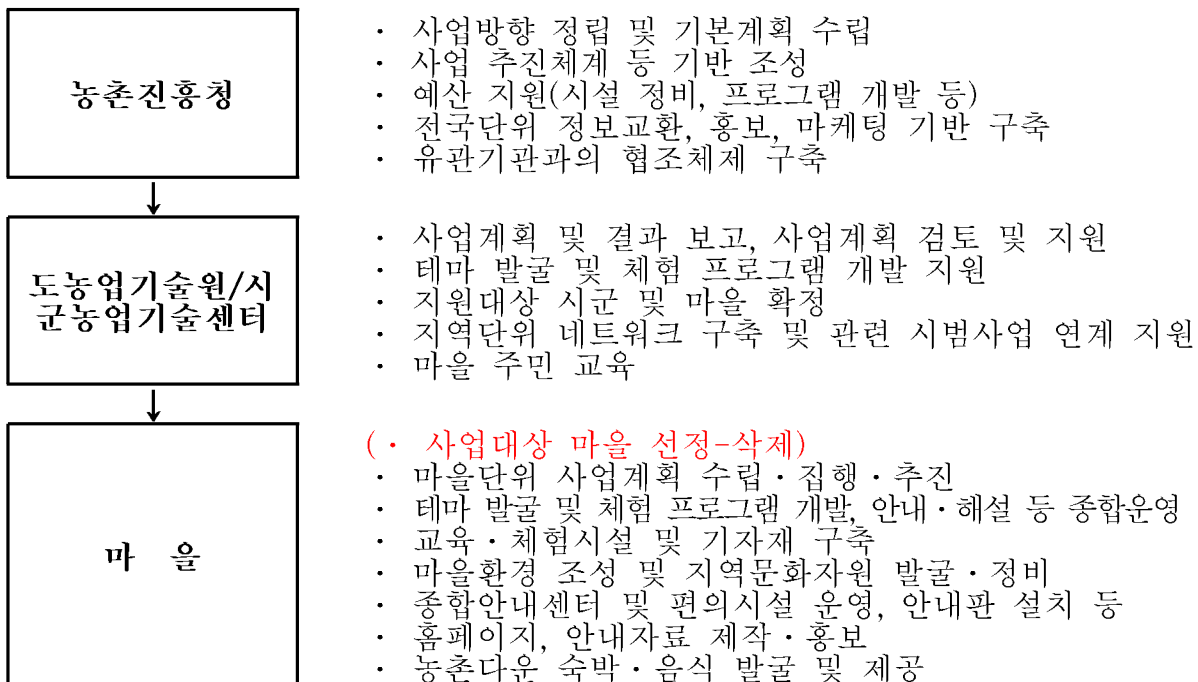 농촌진흥청
· 사업방향 정립 및 기본계획 수립
· 사업 추진체계 등 기반 조성
· 예산 지원(시설 정비, 프로그램 개발 등)
· 전국단위 정보교환, 홍보, 마케팅 기반 구축
· 유관기관과의 협조체제 구축
도농업기술원/시
군농업기술센터
· 사업계획 및 결과 보고, 사업계획 검토 및 지원
· 테마 발굴 및 체험 프로그램 개발 지원
· 지원대상 시군 및 마을 확정
· 지역단위 네트워크 구축 및 관련 시범사업 연계 지원
· 마을 주민 교육
마 을
(· 사업대상 마을 선정-삭제)
· 마을단위 사업계획 수립·집행·추진
· 테마 발굴 및 체험 프로그램 개발, 안내·해설 등 종합운영
· 교육·체험시설 및 기자재 구축
· 마을환경 조성 및 지역문화자원 발굴·정비
· 종합안내센터 및 편의시설 운영, 안내판 설치 등
· 홈페이지, 안내자료 제작·홍보
· 농촌다운 숙박·음식 발굴 및 제공